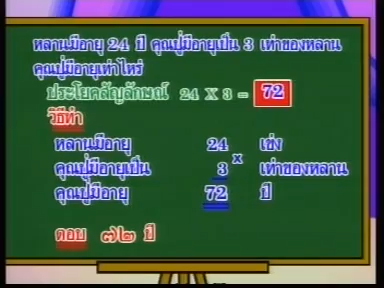 หลานมีอายุ 24 ปี คุณปู่มีอายุเป็น 3 เท่าของหลาน
คุณปู่มีอายุเท่าไหร่
ประโยคสัญลักษณ์ 24 X 3 = 72
วิธีทำ
หลานมีอายุ 24 เซ่ง
x
คุณปู่มีอายุเป็น 3 เท่าของหลาน
คุณปู่มีอายุ 72 ปี
ตอบ ๗๒ ปี